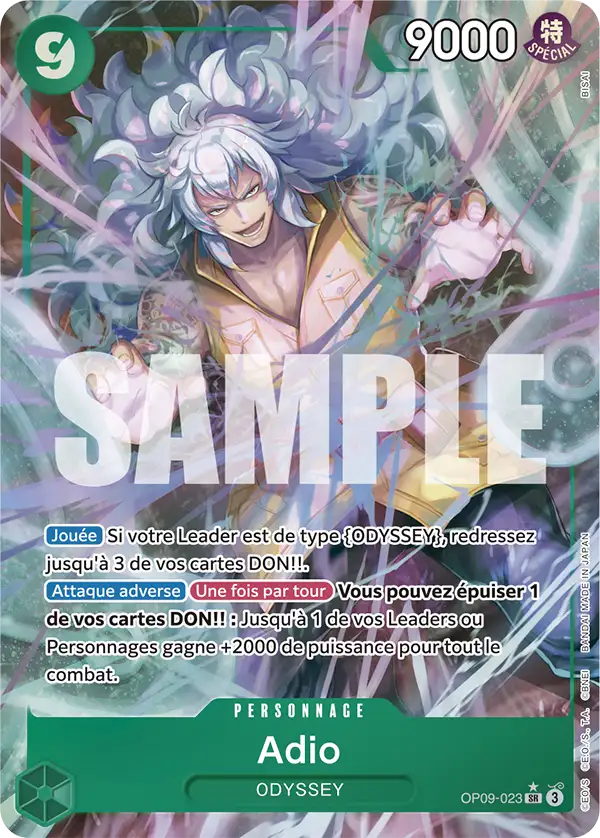 9
9000
特
SPÉCIAL
BISAI
SAMPLE
Jouée Si votre Leader est de type {ODYSSEY}, redressez
jusqu'à 3 de vos cartes DON!!.
Attaque adverse Une fois par tour Vous pouvez épuiser 1
de vos cartes DON!! : Jusqu'à 1 de vos Leaders ou
Personnages gagne +2000 de puissance pour tout le
combat.
©E.O/S ©E.O./S., T.A. ©BNEI BANDAI MADE IN JAPAN
PERSONNAGE
Adio
ODYSSEY
OP09-023 SR 3